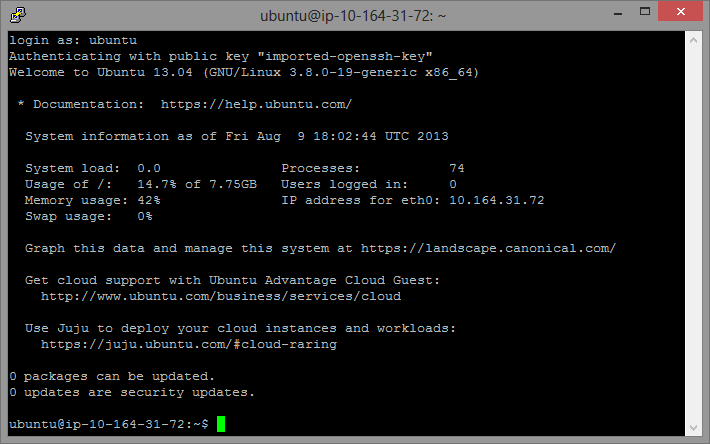 ubuntu@ip-10-164-31-72: ~
login as: ubuntu
Authenticating with public key "imported-openssh-key"
Welcome to Ubuntu 13.04 (GNU/Linux 3.8.0-19-generic x86_64)
* Documentation:  https://help.ubuntu.com/
System information as of Fri Aug  9 18:02:44 UTC 2013
System load:  0.0               Processes:           74
Usage of /:   14.7% of 7.75GB   Users logged in:     0
Memory usage: 42%               IP address for eth0: 10.164.31.72
Swap usage:   0%
Graph this data and manage this system at https://landscape.canonical.com/
Get cloud support with Ubuntu Advantage Cloud Guest:
http://www.ubuntu.com/business/services/cloud
Use Juju to deploy your cloud instances and workloads:
https://juju.ubuntu.com/#cloud-raring
0 packages can be updated.
0 updates are security updates.
ubuntu@ip-10-164-31-72:~$